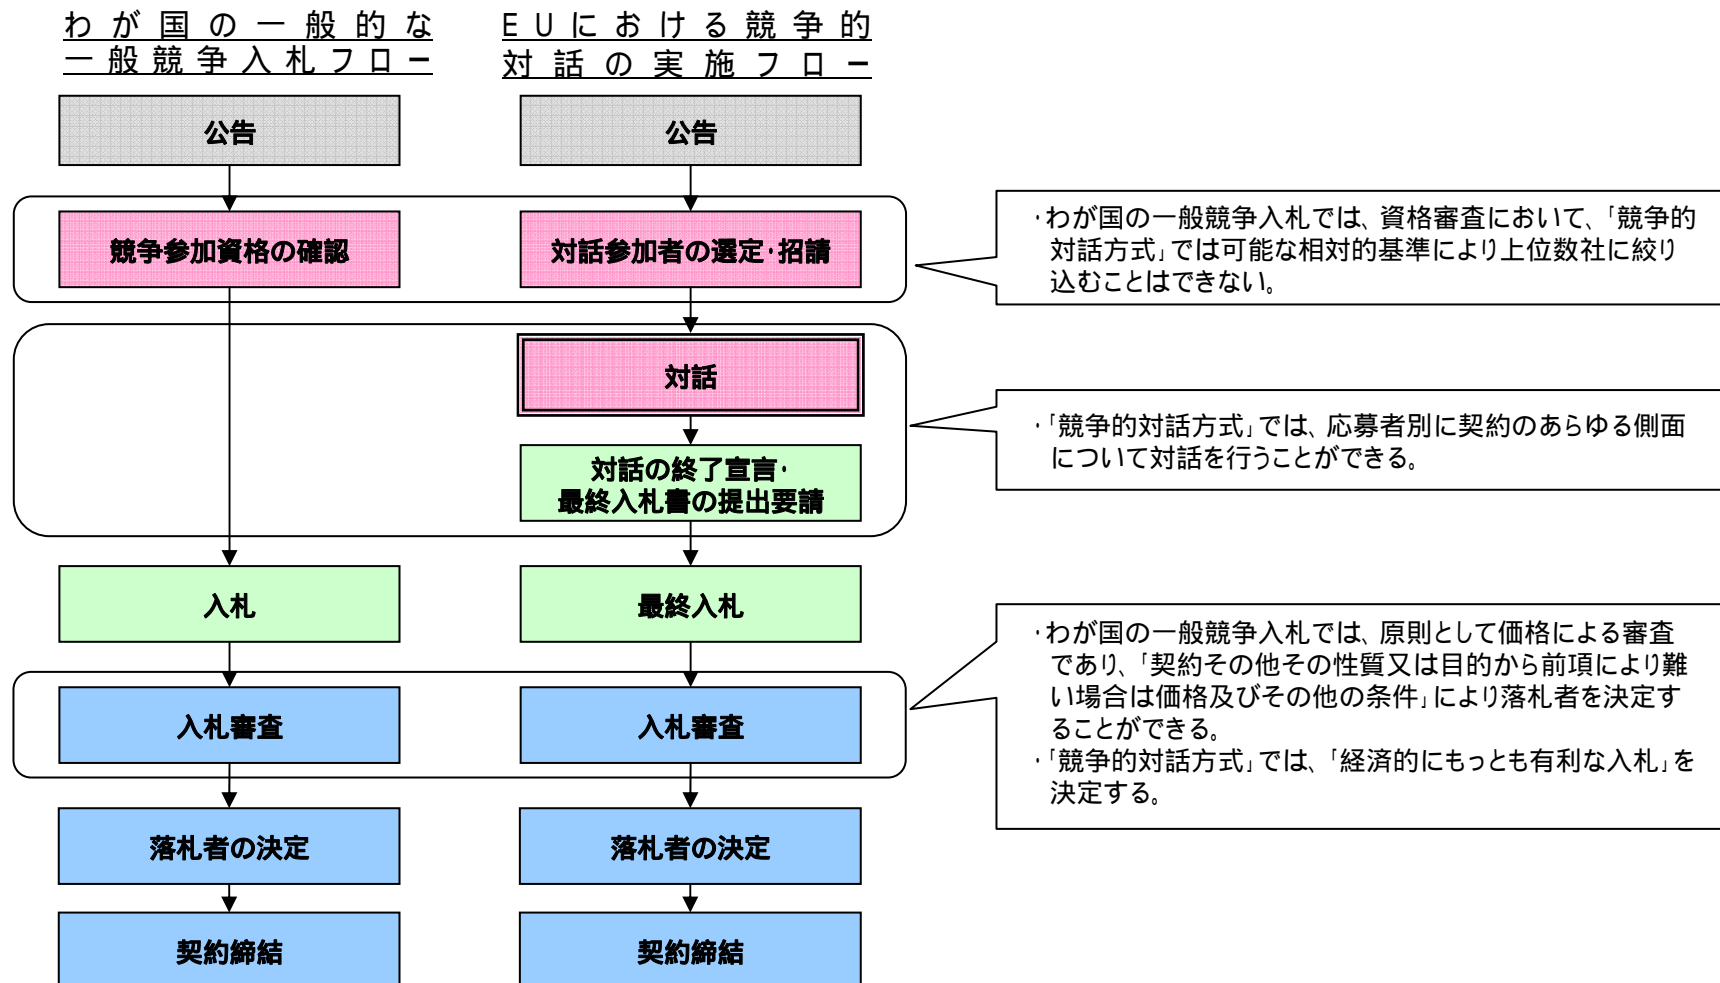 わが国の一般的な
一般競争入札フロー
公告
競争参加資格の確認
入札
入札審査
落札者の決定
契約締結
EUにおける競争的
対話の実施フロー
公告
対話参加者の選定・招請
対話
対話の終了宣言・
最終入札書の提出要請
最終入札
入札審査
落札者の決定
契約締結
・わが国の一般競争入札では、資格審査において、「競争的
対話方式」では可能な相対的基準により上位数社に絞り
込むことはできない。
・「競争的対話方式」では、応募者別に契約のあらゆる側面
について対話を行うことができる。
・わが国の一般競争入札では、原則として価格による審査
であり、「契約その他その性質又は目的から前項により難
い場合は価格及びその他の条件」により落札者を決定す
ることができる。
・「競争的対話方式」では、「経済的にもっとも有利な入札」を
決定する。